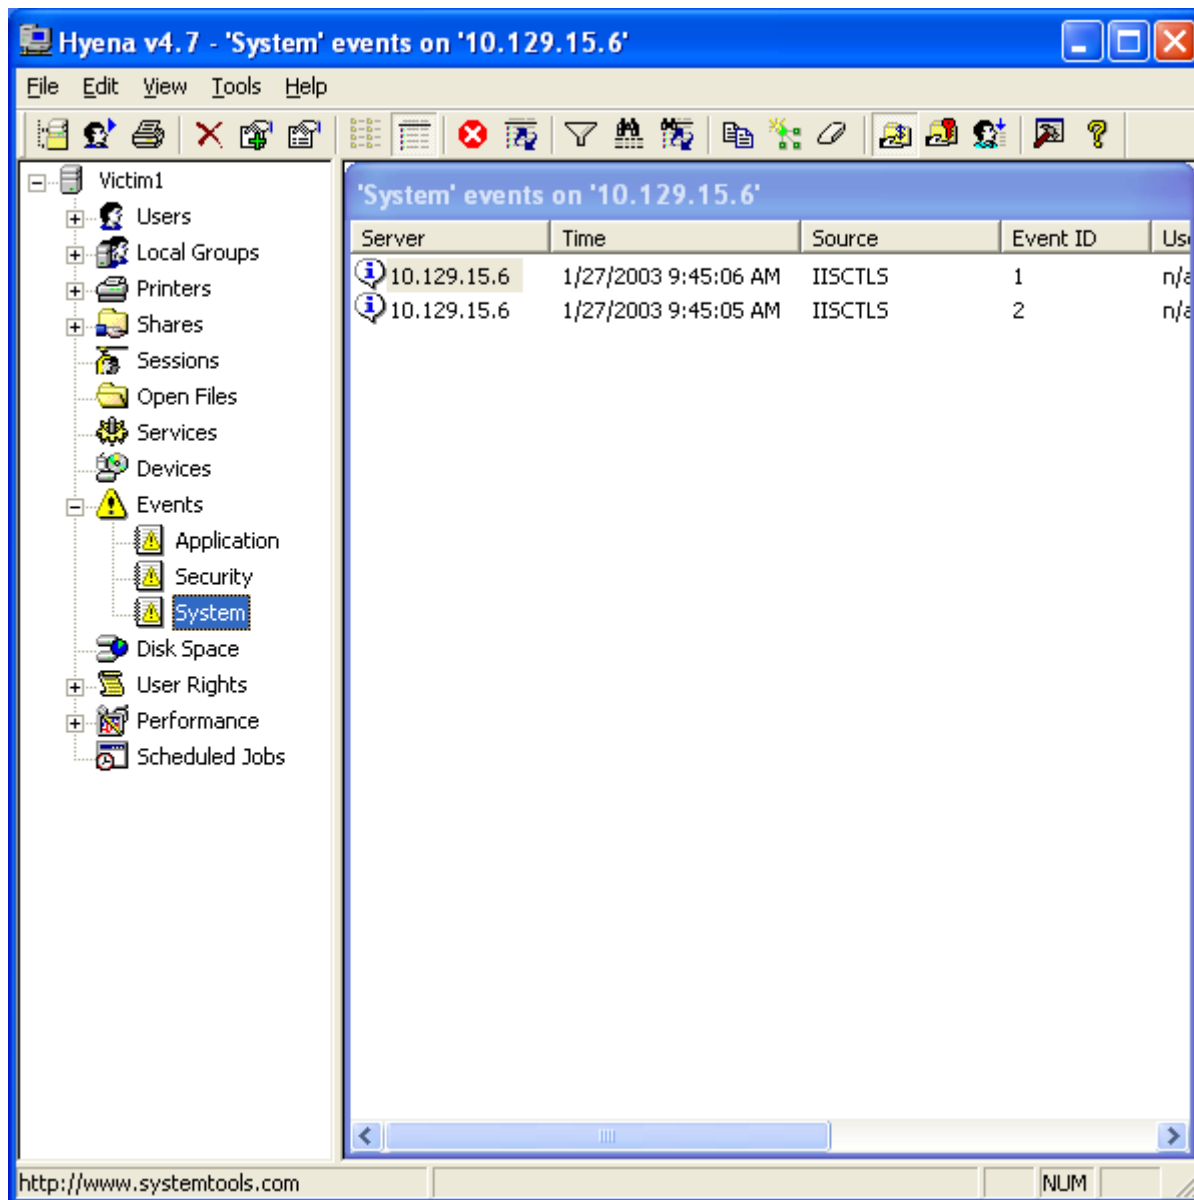 Hyena v4.7 - 'System' events on '10.129.15.6'
File Edit View Tools Help
Victim1
Users
Local Groups
Printers
Shares
Sessions
Open Files
Services
Devices
Events
Application
Security
System
Disk Space
User Rights
Performance
Scheduled Jobs
'System' events on '10.129.15.6'
Server Time Source Event ID
10.129.15.6 1/27/2003 9:45:06 AM IISCTLS 1
10.129.15.6 1/27/2003 9:45:05 AM IISCTLS 2
http://www.systemtools.com NUM